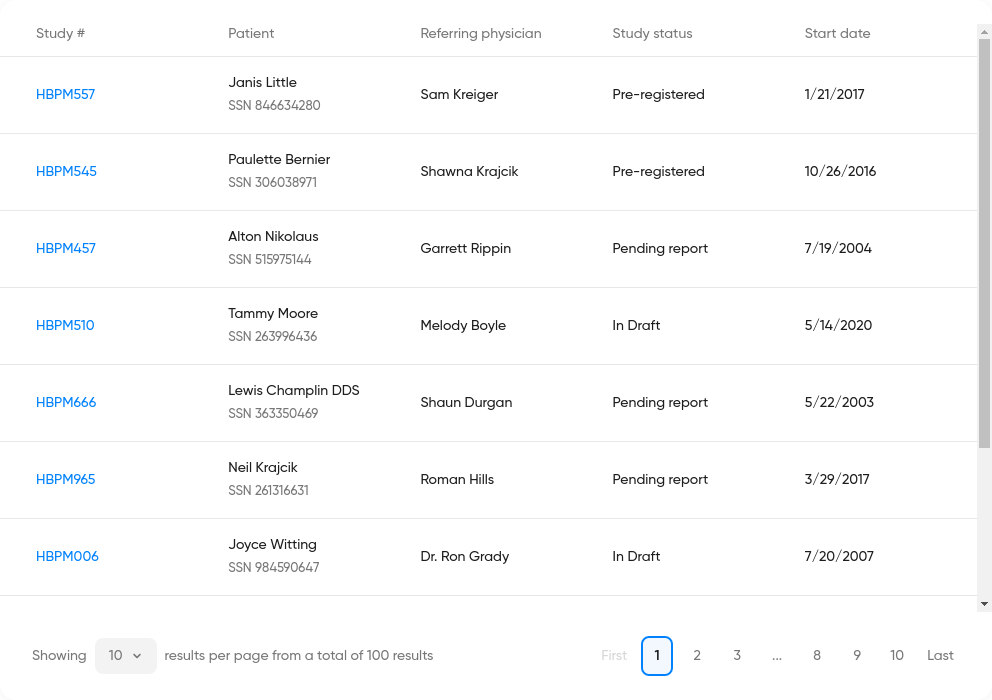 Study # Patient Referring physician Study status Start date
HBPM557 Janis Little SSN 846634280 Sam Kreiger Pre-registered 1/21/2017
HBPM545 Paulette Bernier SSN 306038971 Shawna Krajcik Pre-registered 10/26/2016
HBPM457 Alton Nikolaus SSN 515975144 Garrett Rippin Pending report 7/19/2004
HBPM510 Tammy Moore SSN 263996436 Melody Boyle In Draft 5/14/2020
HBPM666 Lewis Champlin DDS SSN 363350469 Shaun Durgan Pending report 5/22/2003
HBPM965 Neil Krajcik SSN 261316631 Roman Hills Pending report 3/29/2017
HBPM006 Joyce Witting SSN 984590647 Dr. Ron Grady In Draft 7/20/2007
Showing 10 results per page from a total of 100 results First 1 2 3 ... 8 9 10 Last